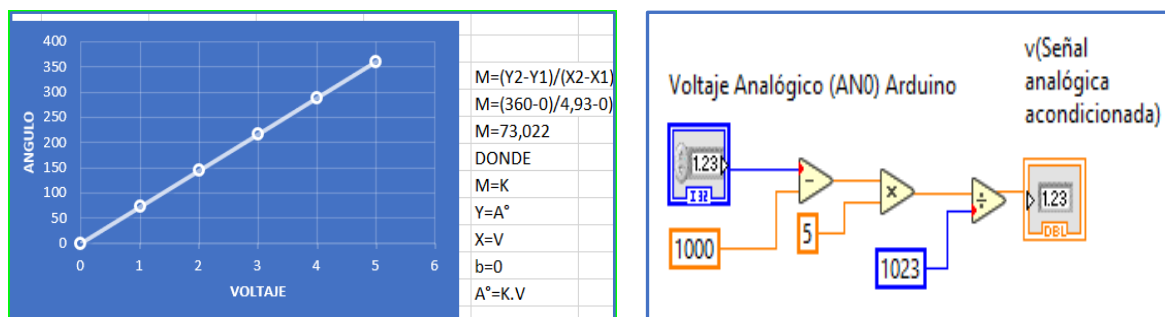 400
350
300
250
200
150
100
50
0
ANGULO
0 1 2 3 4 5 6
VOLTAJE
M=(Y2-Y1)/(X2-X1)
M=(360-0)/4,93-0)
M=73,022
DONDE
M=K
Y=A°
X=V
b=0
A°=K.V
Voltaje Analógico (AN0) Arduino
v(Señal
analógica
acondicionada)
1.23
I32
1000
-
5
x
1023
÷
1.23
DBL